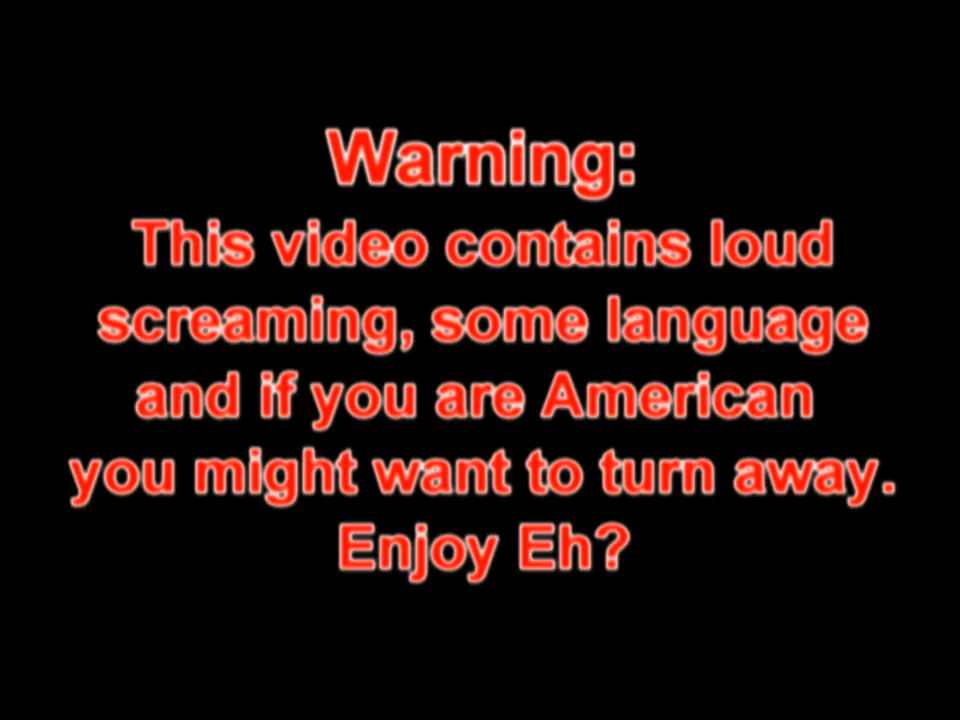 Warning:
This video contains loud
screaming, some language
and if you are American
you might want to turn away.
Enjoy Eh?